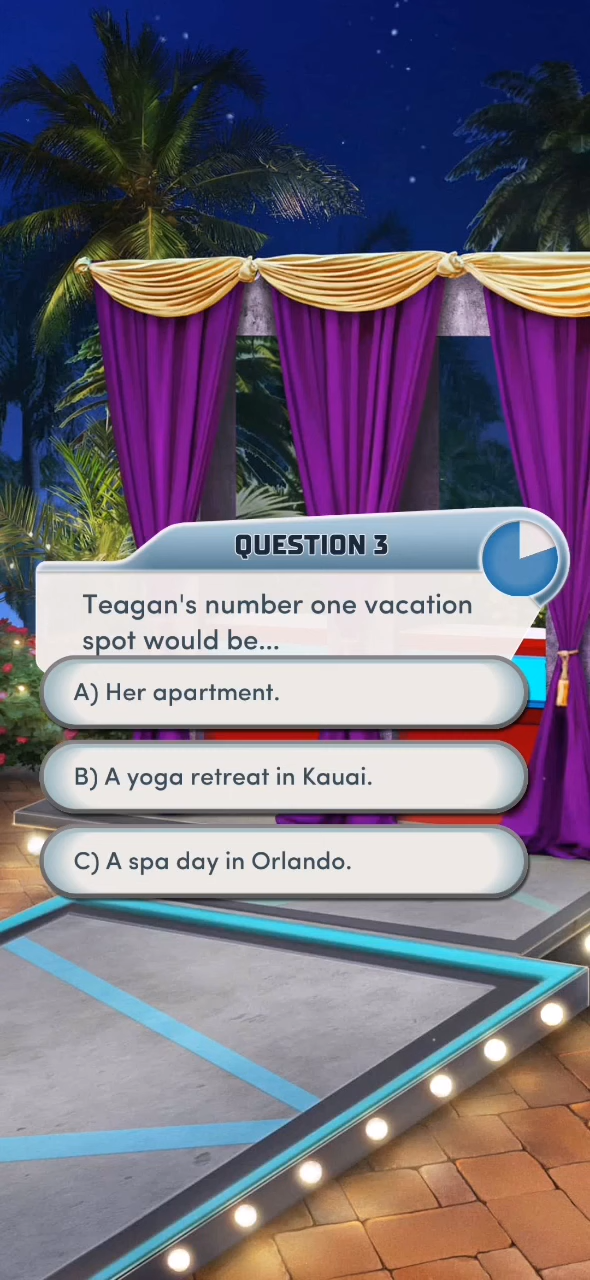 QUESTION 3
Teagan's number one vacation
spot would be...
A) Her apartment.
B) A yoga retreat in Kauai.
C) A spa day in Orlando.